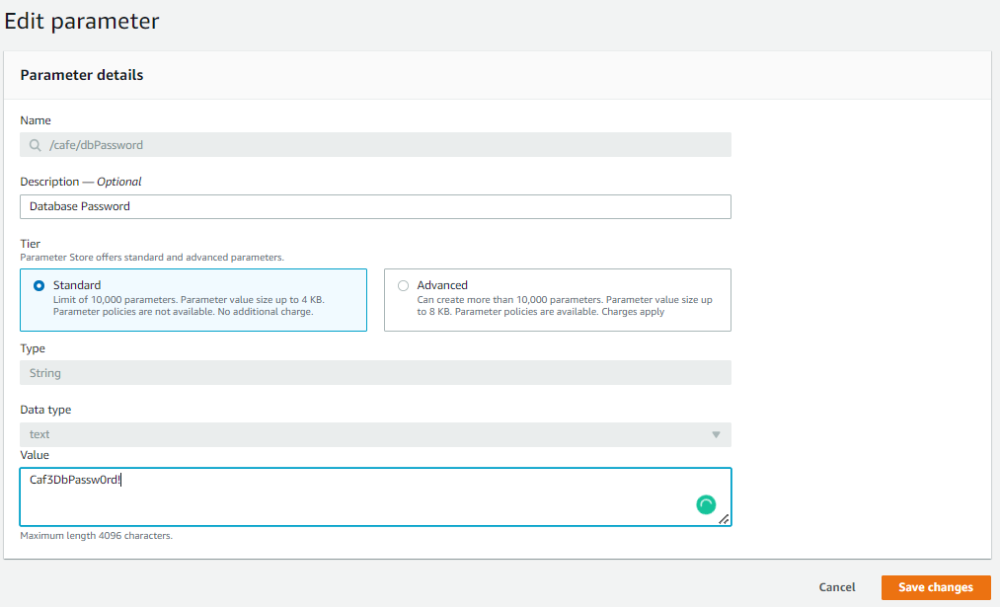 Edit parameter
Parameter details
Name
/cafe/dbPassword
Description — Optional
Database Password
Tier
Parameter Store offers standard and advanced parameters.
Standard
Limit of 10,000 parameters. Parameter value size up to 4 KB.
Parameter policies are not available. No additional charge.
Advanced
Can create more than 10,000 parameters. Parameter value size up
to 8 KB. Parameter policies are available. Charges apply
Type
String
Data type
text
Value
Caf3DbPassw0rd!
Maximum length 4096 characters.
Cancel
Save changes